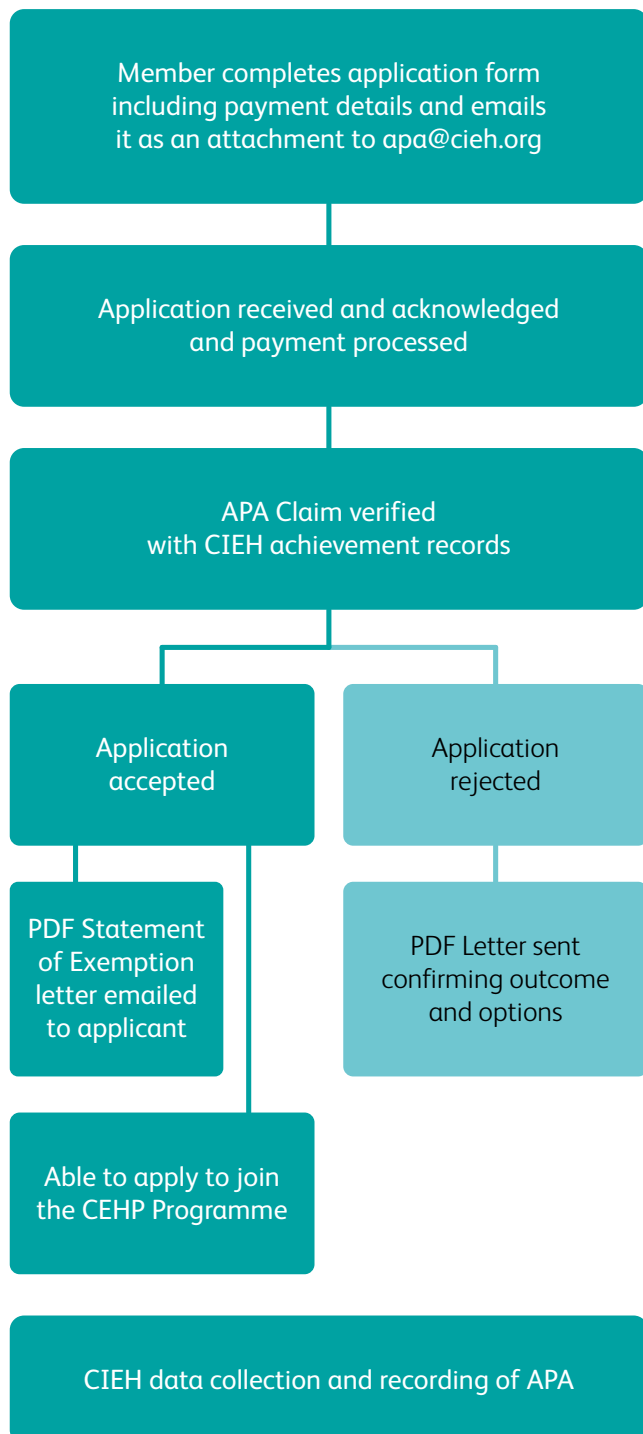 Member completes application form
including payment details and emails
it as an attachment to apa@cieh.org
Application received and acknowledged
and payment processed
APA Claim verified
with CIEH achievement records
Application
accepted
Application
rejected
PDF Statement
of Exemption
letter emailed
to applicant
PDF Letter sent
confirming outcome
and options
Able to apply to join
the CEHP Programme
CIEH data collection and recording of APA